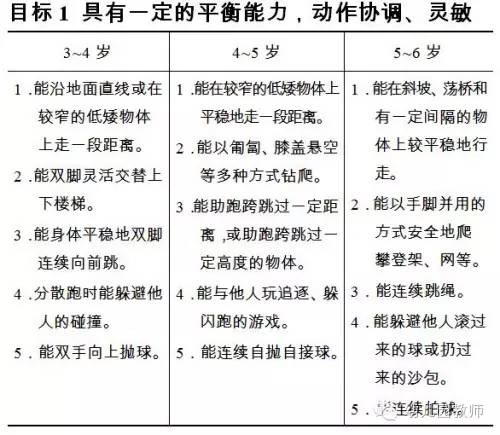 目标 1 具有一定的平衡能力，动作协调、灵敏
3~4 岁
1．能沿地面直线或在
较窄的低矮物体
上走一段距离。
2．能双脚灵活交替上
下楼梯。
3．能身体平稳地双脚
连续向前跳。
4．分散跑时能躲避他
人的碰撞。
5．能双手向上抛球。
4~5 岁
1．能在较窄的低矮物体上
平稳地走一段距离。
2．能以匍匐、膝盖悬空
等多种方式钻爬。
3．能助跑跨跳过一定距
离，或助跑跨跳过一
定高度的物体。
4．能与他人玩追逐、躲
闪跑的游戏。
5．能连续自抛自接球。
5~6 岁
1．能在斜坡、荡桥和
有一定间隔的物
体上较平稳地行
走。
2．能以手脚并用的
方式安全地爬
攀登架、网等。
3．能连续跳绳。
4．能躲避他人滚过
来的球或扔过
来的沙包。
5．连续拍球。
教师